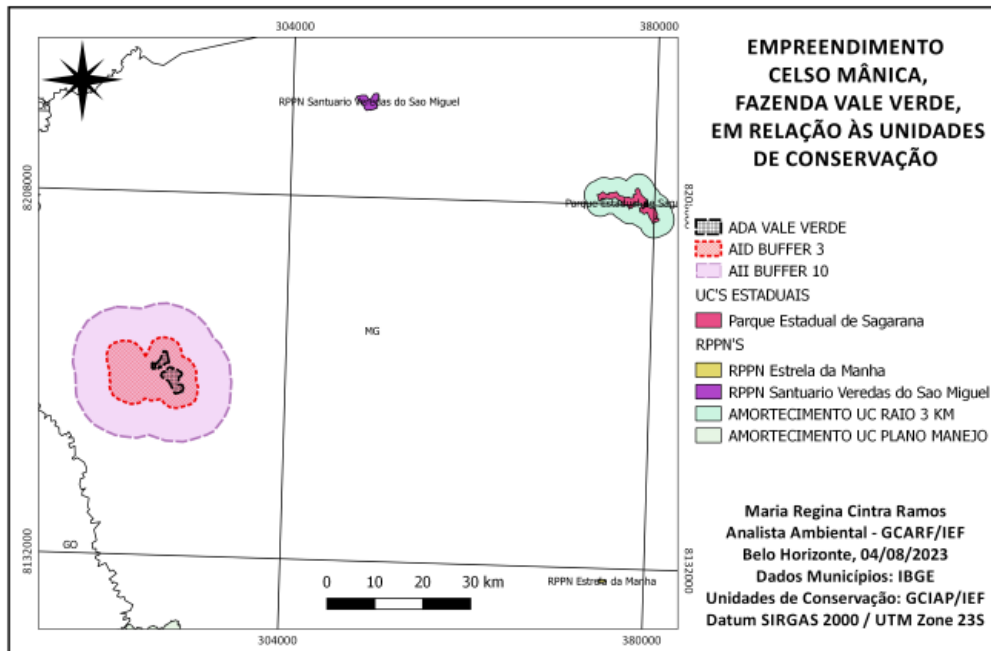 304000
380000
EMPREENDIMENTO
CELSO MÂNICA,
FAZENDA VALE VERDE,
EM RELAÇÃO ÀS UNIDADES
DE CONSERVAÇÃO
RPPN Santuario Veredas do Sao Miguel
8208000
Parque Estadual de Sag
ADA VALE VERDE
AID BUFFER 3
AII BUFFER 10
UC'S ESTADUAIS
Parque Estadual de Sagarana
RPPN'S
RPPN Estrela da Manha
RPPN Santuario Veredas do Sao Miguel
AMORTECIMENTO UC RAIO 3 KM
AMORTECIMENTO UC PLANO MANEJO
MG
GO
8132000
8132000
0 10 20 30 km
RPPN Estrela da Manha
304000
380000
Maria Regina Cintra Ramos
Analista Ambiental - GCARF/IEF
Belo Horizonte, 04/08/2023
Dados Municípios: IBGE
Unidades de Conservação: GCIAP/IEF
Datum SIRGAS 2000 / UTM Zone 23S